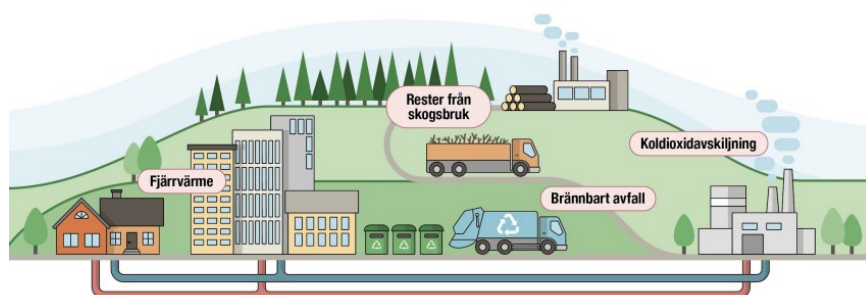 Rester från
skogsbruk
Koldioxidavskiljning
Fjärrvärme
Brännbart avfall